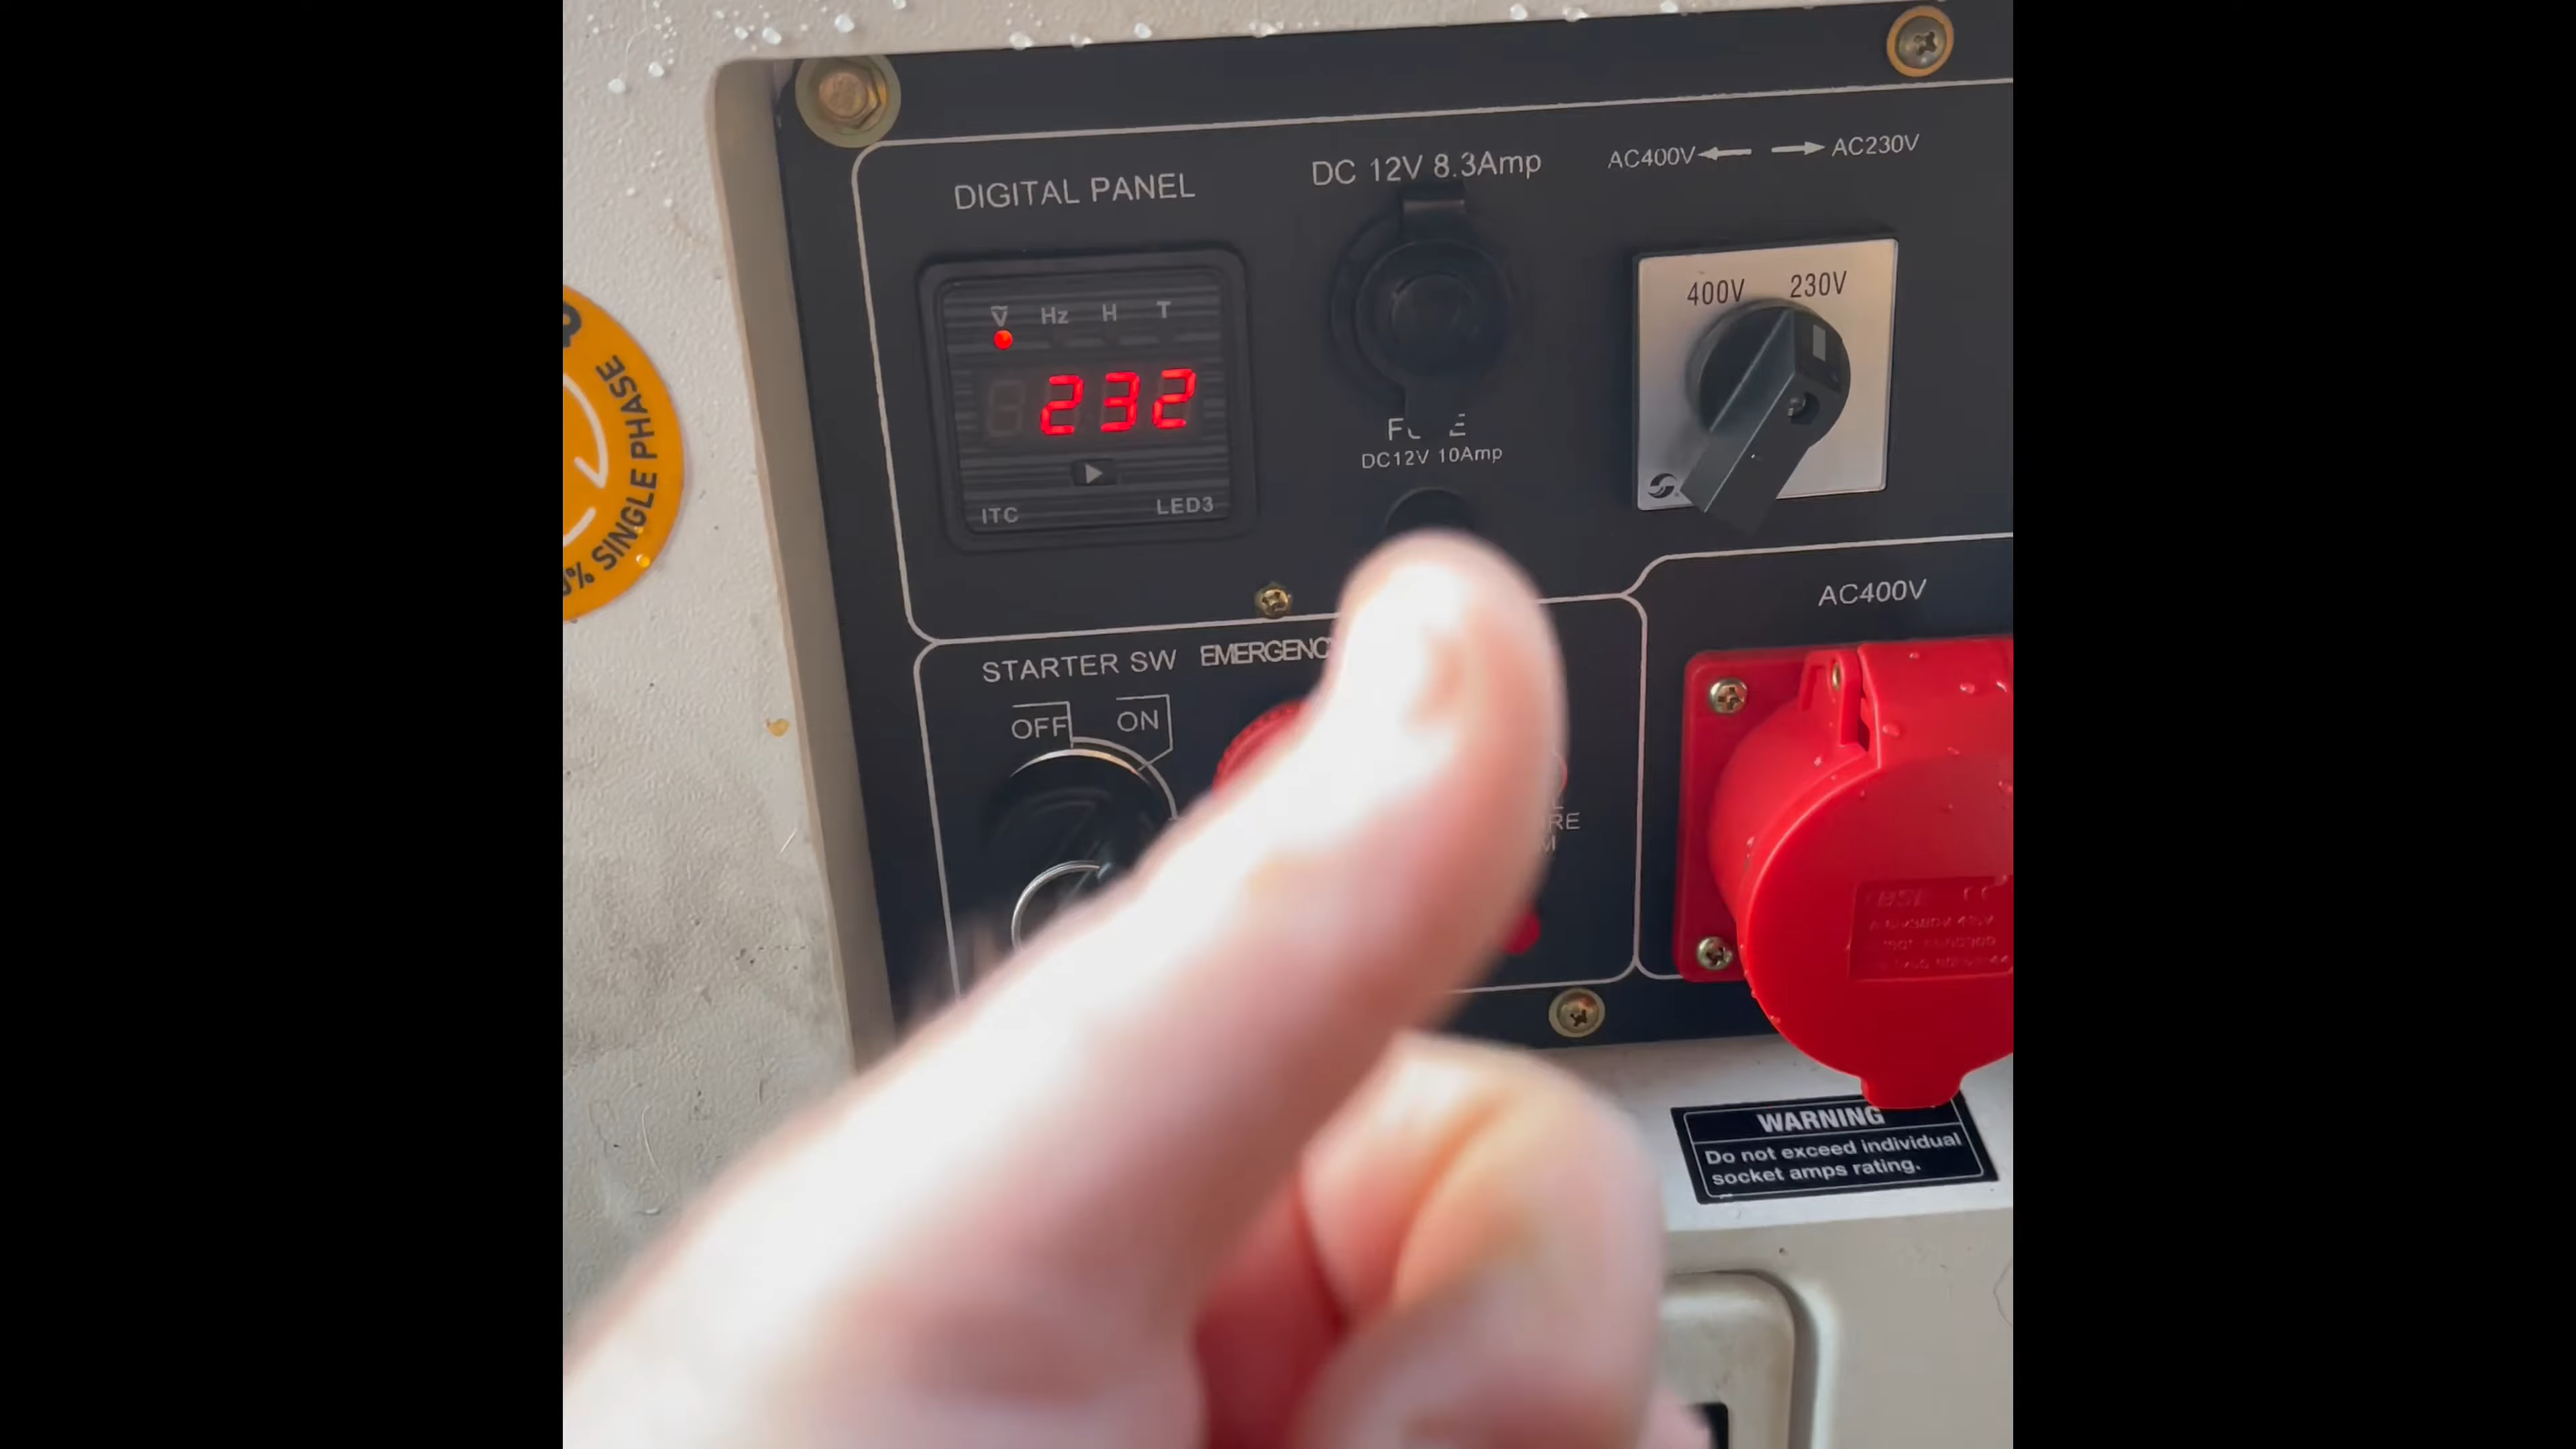 DIGITAL PANEL
DC 12V 8.3Amp
AC400V
AC230V
400V 230V
V Hz H T
232
ITC LED3
DC12V 10Amp
% SINGLE PHASE
STARTER SW
OFF ON
AC400V
WARNING
Do not exceed individual
socket amps rating.